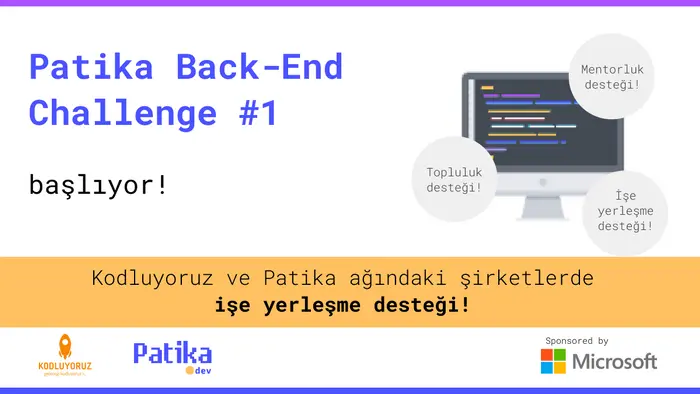 Patika Back-End
Challenge #1
başlıyor!
Mentorluk
desteği!
Topluluk
desteği!
İşe
yerleşme
desteği!
Kodluyoruz ve Patika ağındaki şirketlerde
işe yerleşme desteği!
KODLUYORUZ
Patika
dev
Sponsored by
Microsoft